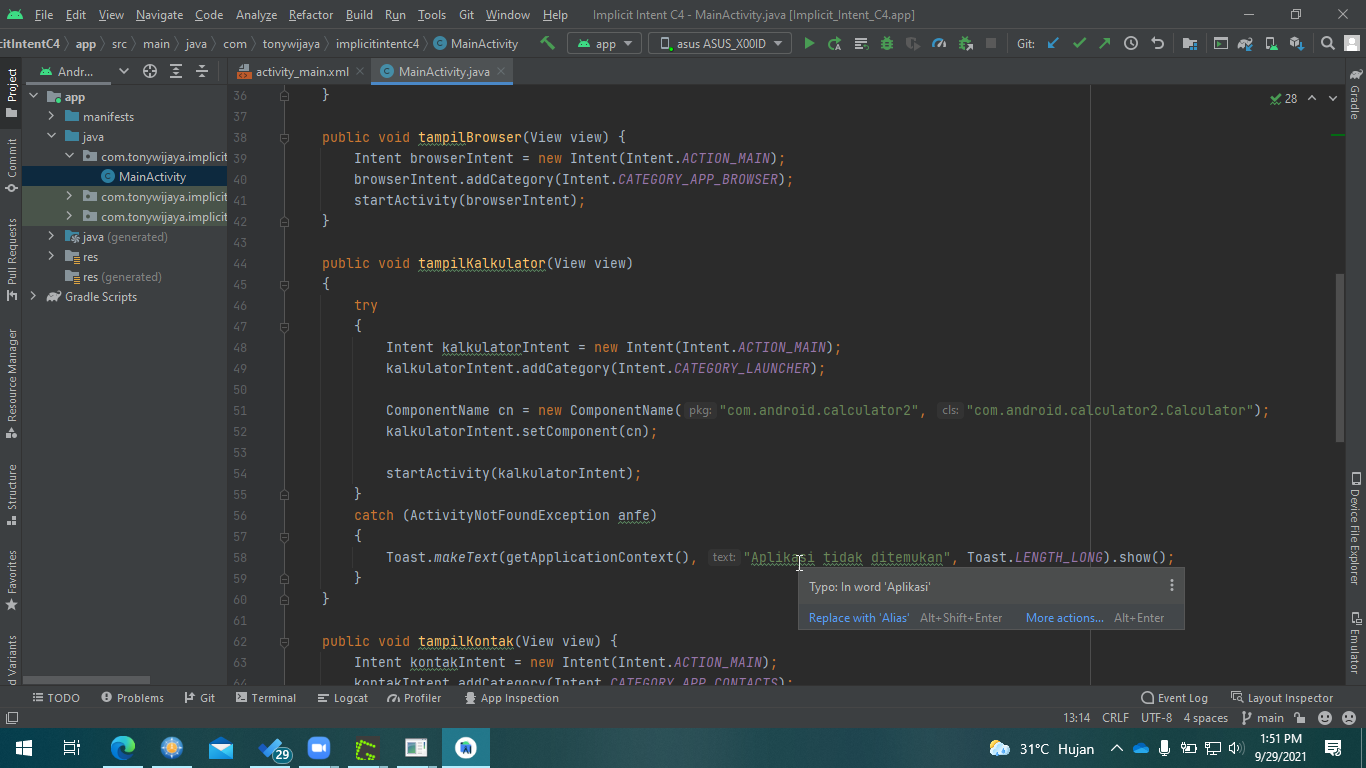 File Edit View Navigate Code Analyze Refactor Build Run Tools Git Window Help Implicit Intent C4 - MainActivity.java [Implicit_Intent_C4.app]
citIntentC4 app src main java com tonywijaya implicitintentc4 MainActivity app asus ASUS_X00ID Git:
Andr... activity_main.xml MainActivity.java
Project
Commit
Pull Requests
Resource Manager
Structure
Favorites
d Variants
app
manifests
java
com.tonywijaya.implicit
MainActivity
com.tonywijaya.implicit
com.tonywijaya.implicit
java (generated)
res
res (generated)
Gradle Scripts
28
36 }
37
38 public void tampilBrowser(View view) {
39 Intent browserIntent = new Intent(Intent.ACTION_MAIN);
40 browserIntent.addCategory(Intent.CATEGORY_APP_BROWSER);
41 startActivity(browserIntent);
42 }
43
44 public void tampilKalkulator(View view)
45 {
46 try
47 {
48 Intent kalkulatorIntent = new Intent(Intent.ACTION_MAIN);
49 kalkulatorIntent.addCategory(Intent.CATEGORY_LAUNCHER);
50
51 ComponentName cn = new ComponentName( pkg: "com.android.calculator2", cls: "com.android.calculator2.Calculator");
52 kalkulatorIntent.setComponent(cn);
53
54 startActivity(kalkulatorIntent);
55 }
56 catch (ActivityNotFoundException anfe)
57 {
58 Toast.makeText(getApplicationContext(), text: "Aplikasi tidak ditemukan", Toast.LENGTH_LONG).show();
59 }
60 }
61
62 public void tampilKontak(View view) {
63 Intent kontakIntent = new Intent(Intent.ACTION_MAIN);
64 kontakIntent.addCategory(Intent.CATEGORY_APP_CONTACTS);
Typo: In word 'Aplikasi'
Replace with 'Alias' Alt+Shift+Enter More actions... Alt+Enter
Gradle
Device File Explorer
Emulator
TODO Problems Git Terminal Logcat Profiler App Inspection Event Log Layout Inspector
13:14 CRLF UTF-8 4 spaces main
29
31°C Hujan
1:51 PM
9/29/2021